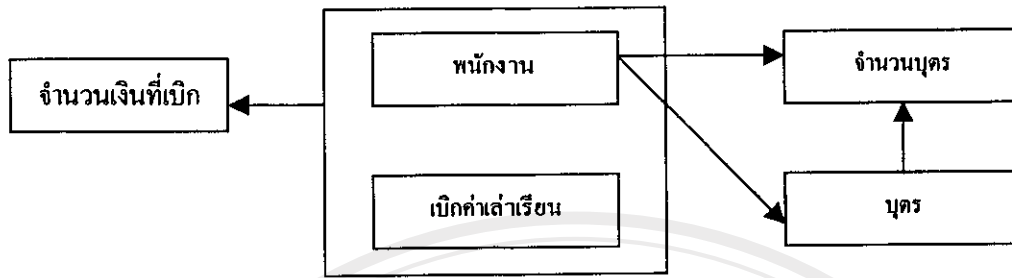 พนักงาน
จำนวนบุตร
จำนวนเงินที่เบิก
เบิกค่าเล่าเรียน
บุตร